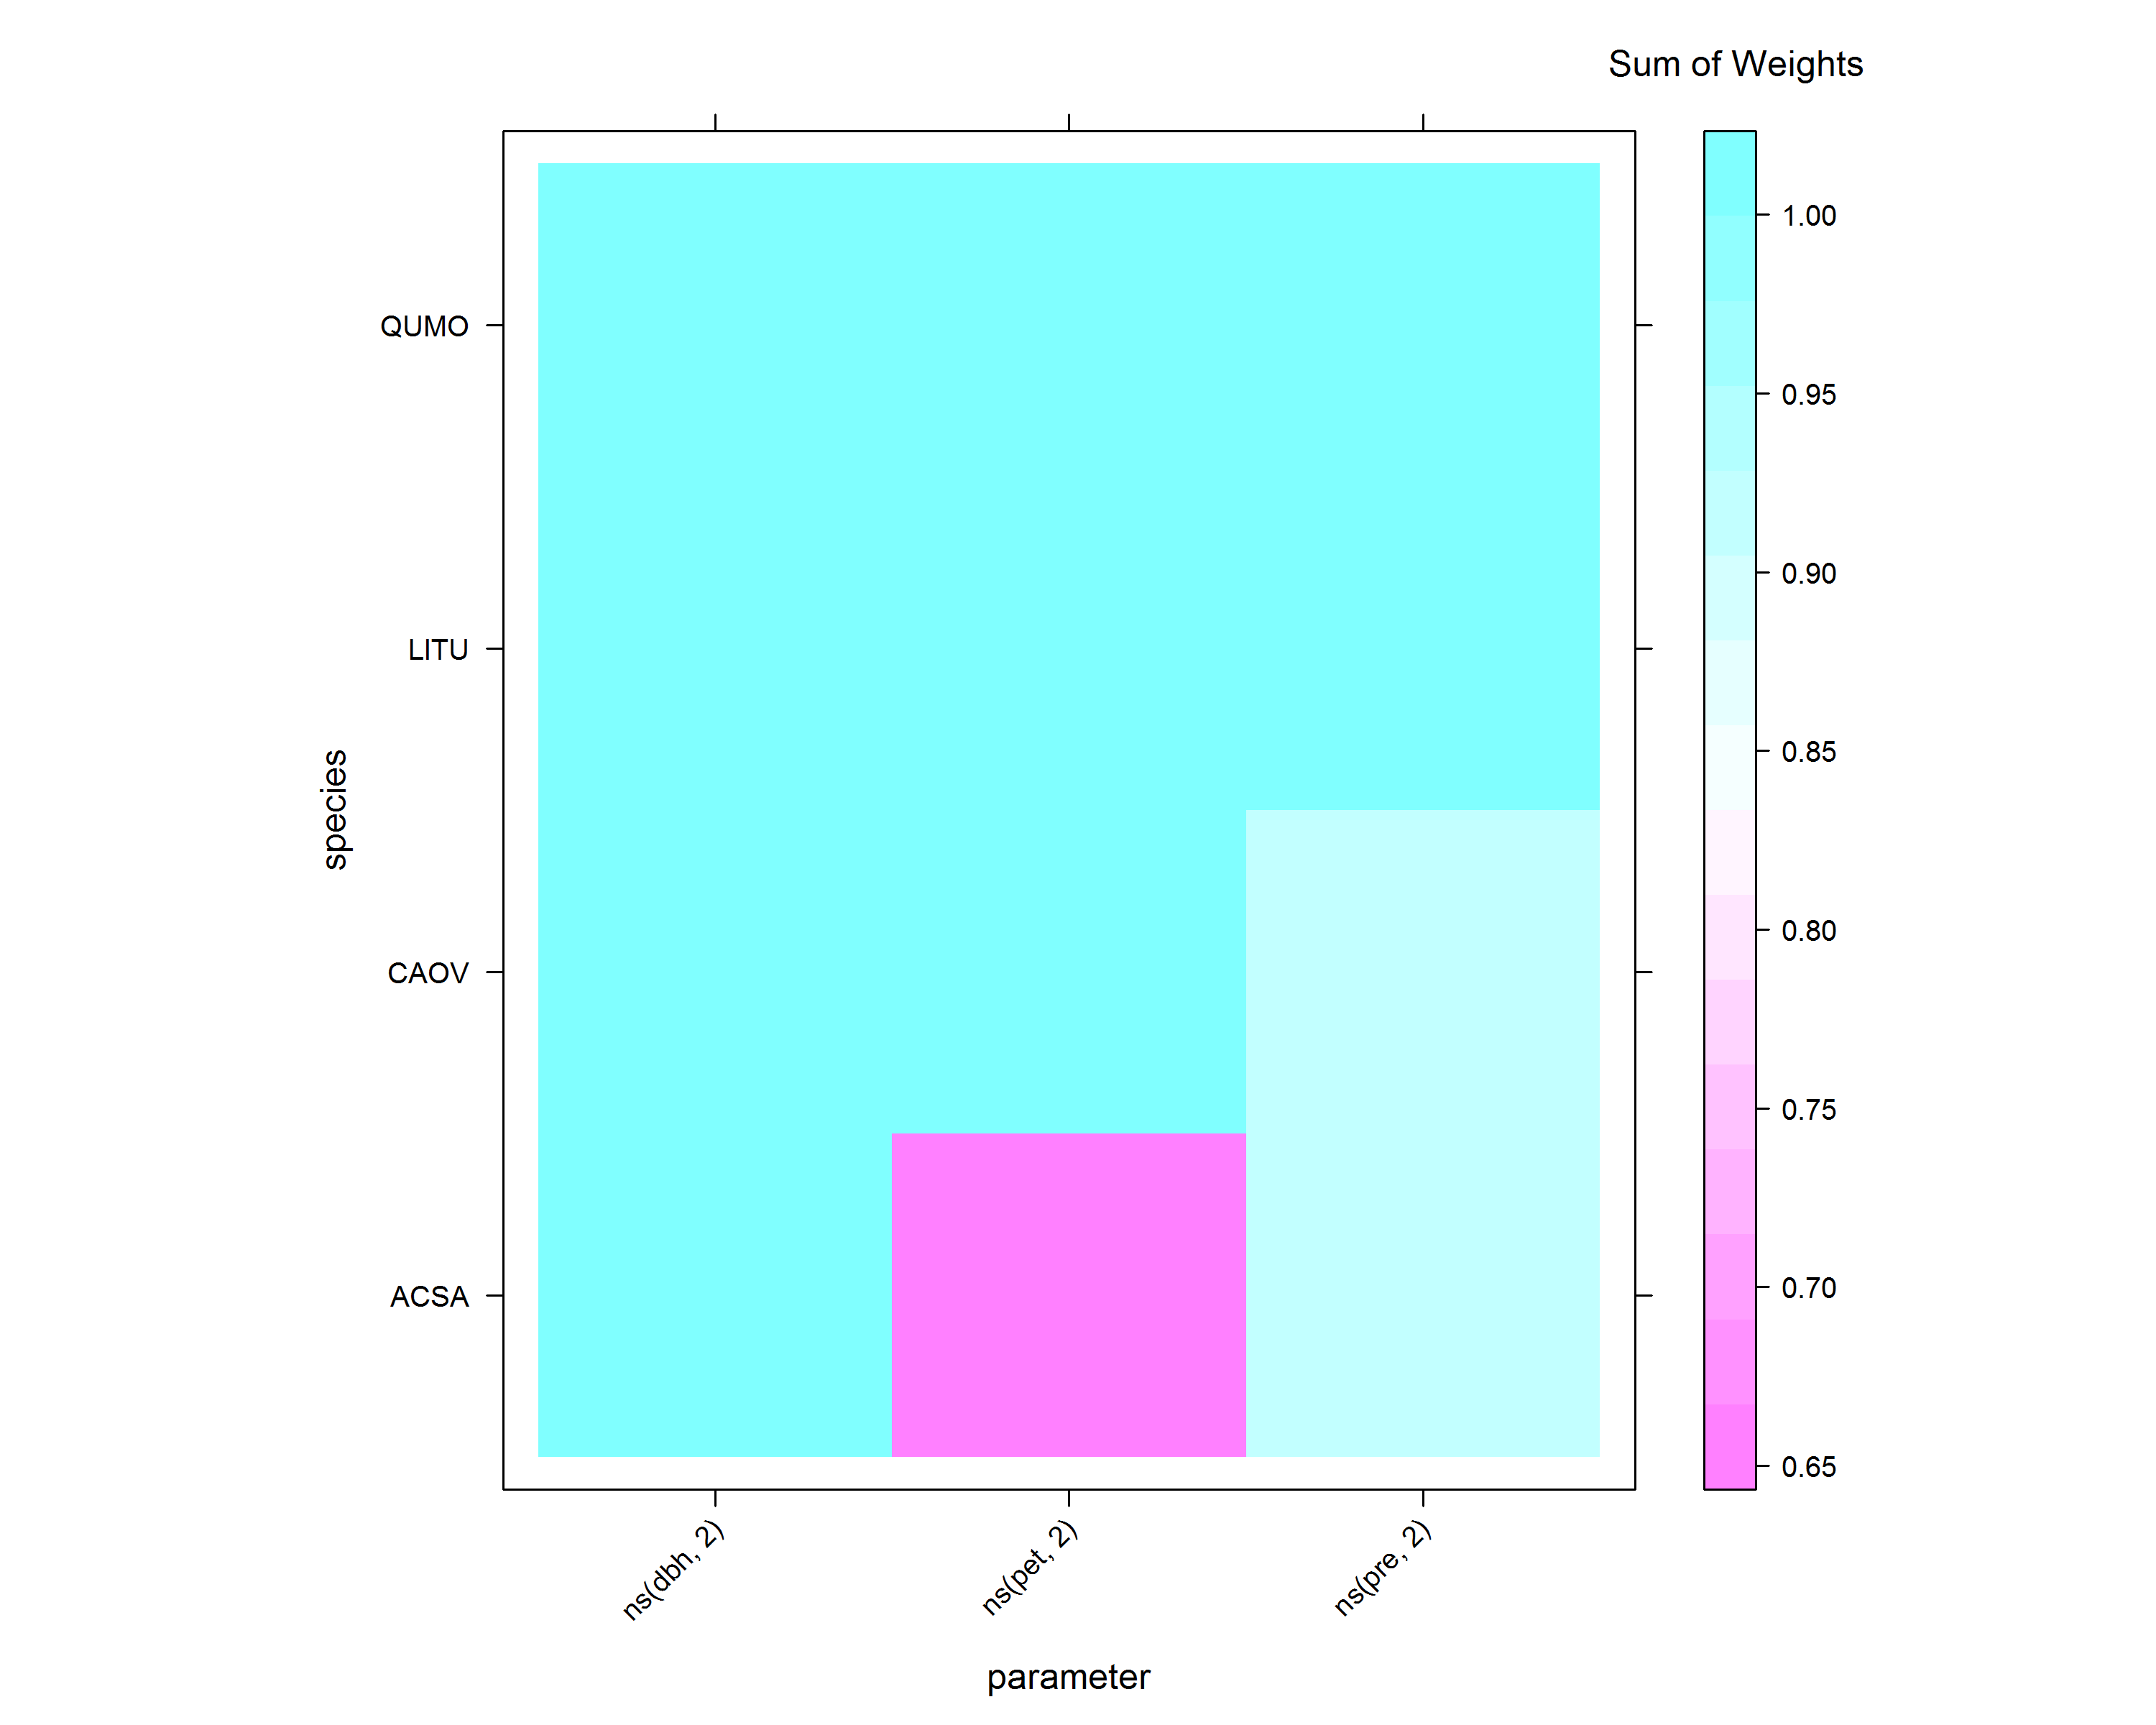 Sum of Weights
QUMO
LITU
CAOV
ACSA
species
ns(dbh, 2)
ns(pet, 2)
ns(pre, 2)
parameter
1.00
0.95
0.90
0.85
0.80
0.75
0.70
0.65